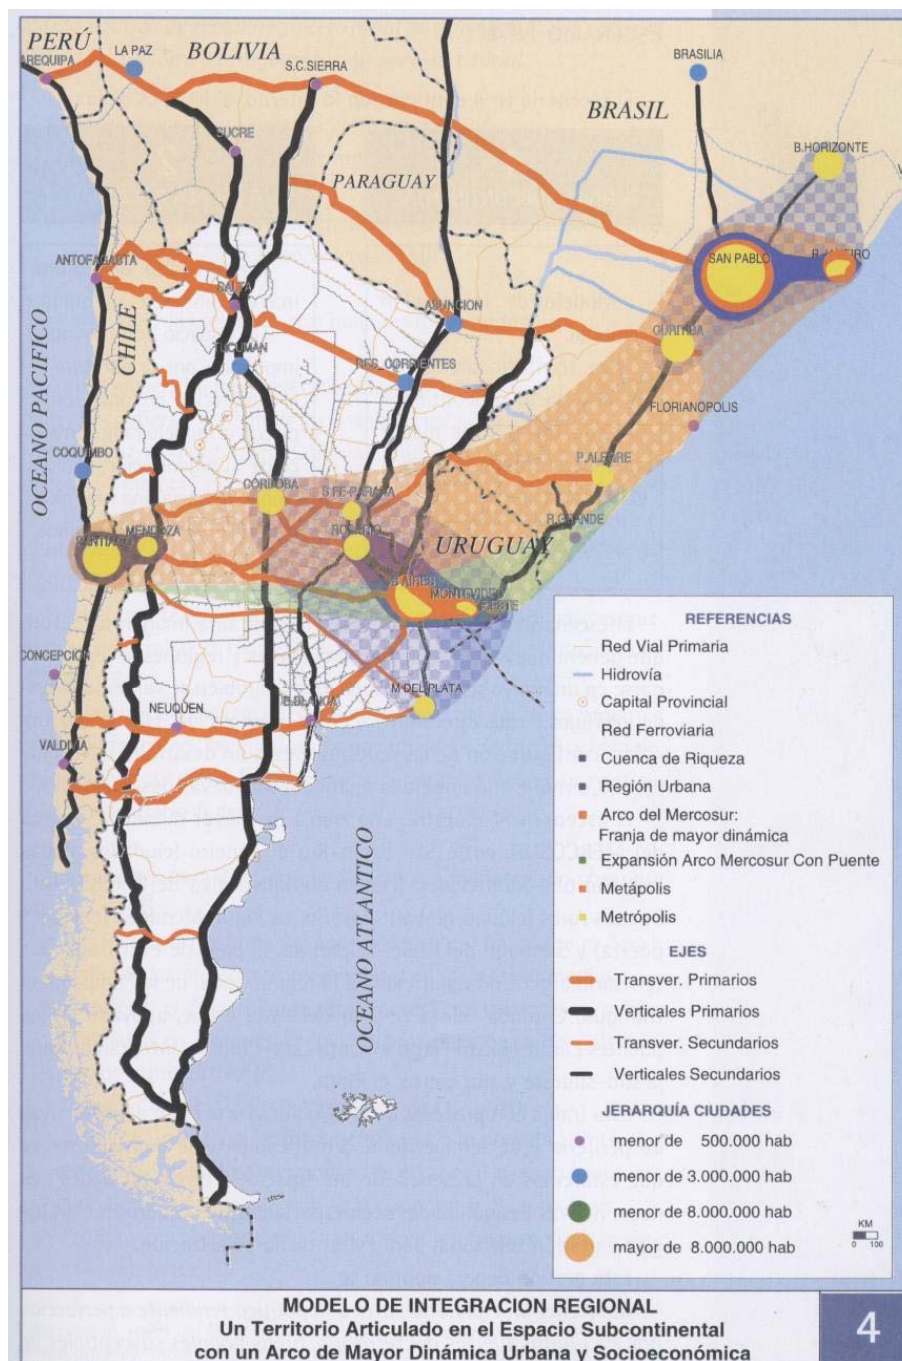 PERÚ
AREQUIPA
LA PAZ
BOLIVIA
S.C.SIERRA
BRASILIA
BRASIL
B.HORIZONTE
SUCRE
PARAGUAY
ANTOFAGASTA
SALTA
SAN PABLO
R.JANEIRO
ASUNCION
CURITIBA
OCEANO PACIFICO
CHILE
TUCUMAN
RES. CORRIENTES
FLORIANOPOLIS
COQUIMBO
CÓRDOBA
S.FE-PARANA
P.ALEGRE
R.GRANDE
SANTIAGO
MENDOZA
ROSARIO
URUGUAY
B.AIRES
MONTEVIDEO
P.ESTE
CONCEPCION
NEUQUEN
B.BLANCA
M.DEL PLATA
VALDIVIA
OCEANO ATLANTICO
REFERENCIAS
Red Vial Primaria
Hidrovía
Capital Provincial
Red Ferroviaria
Cuenca de Riqueza
Región Urbana
Arco del Mercosur:
Franja de mayor dinámica
Expansión Arco Mercosur Con Puente
Metápolis
Metrópolis
EJES
Transver. Primarios
Verticales Primarios
Transver. Secundarios
Verticales Secundarios
JERARQUÍA CIUDADES
menor de 500.000 hab
menor de 3.000.000 hab
menor de 8.000.000 hab
mayor de 8.000.000 hab
KM
0 100
MODELO DE INTEGRACION REGIONAL
Un Territorio Articulado en el Espacio Subcontinental
con un Arco de Mayor Dinámica Urbana y Socioeconómica
4